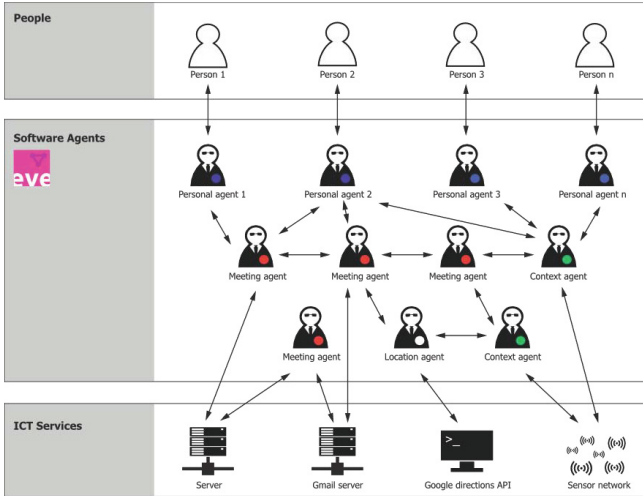 People
Person 1
Person 2
Person 3
Person n
Software Agents
eve
Personal agent 1
Personal agent 2
Personal agent 3
Personal agent n
Meeting agent
Meeting agent
Meeting agent
Context agent
Meeting agent
Location agent
Context agent
ICT Services
>_
Server
Gmail server
Google directions API
Sensor network